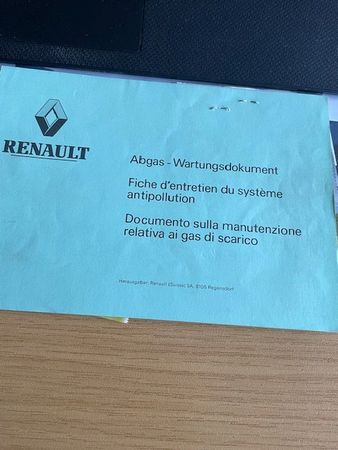 RENAULT
Abgas - Wartungsdokument
Fiche d'entretien du système
antipollution
Documento sulla manutenzione
relativa ai gas di scarico
Herausgeber: Renault (Suisse) SA, 8105 Regensdorf